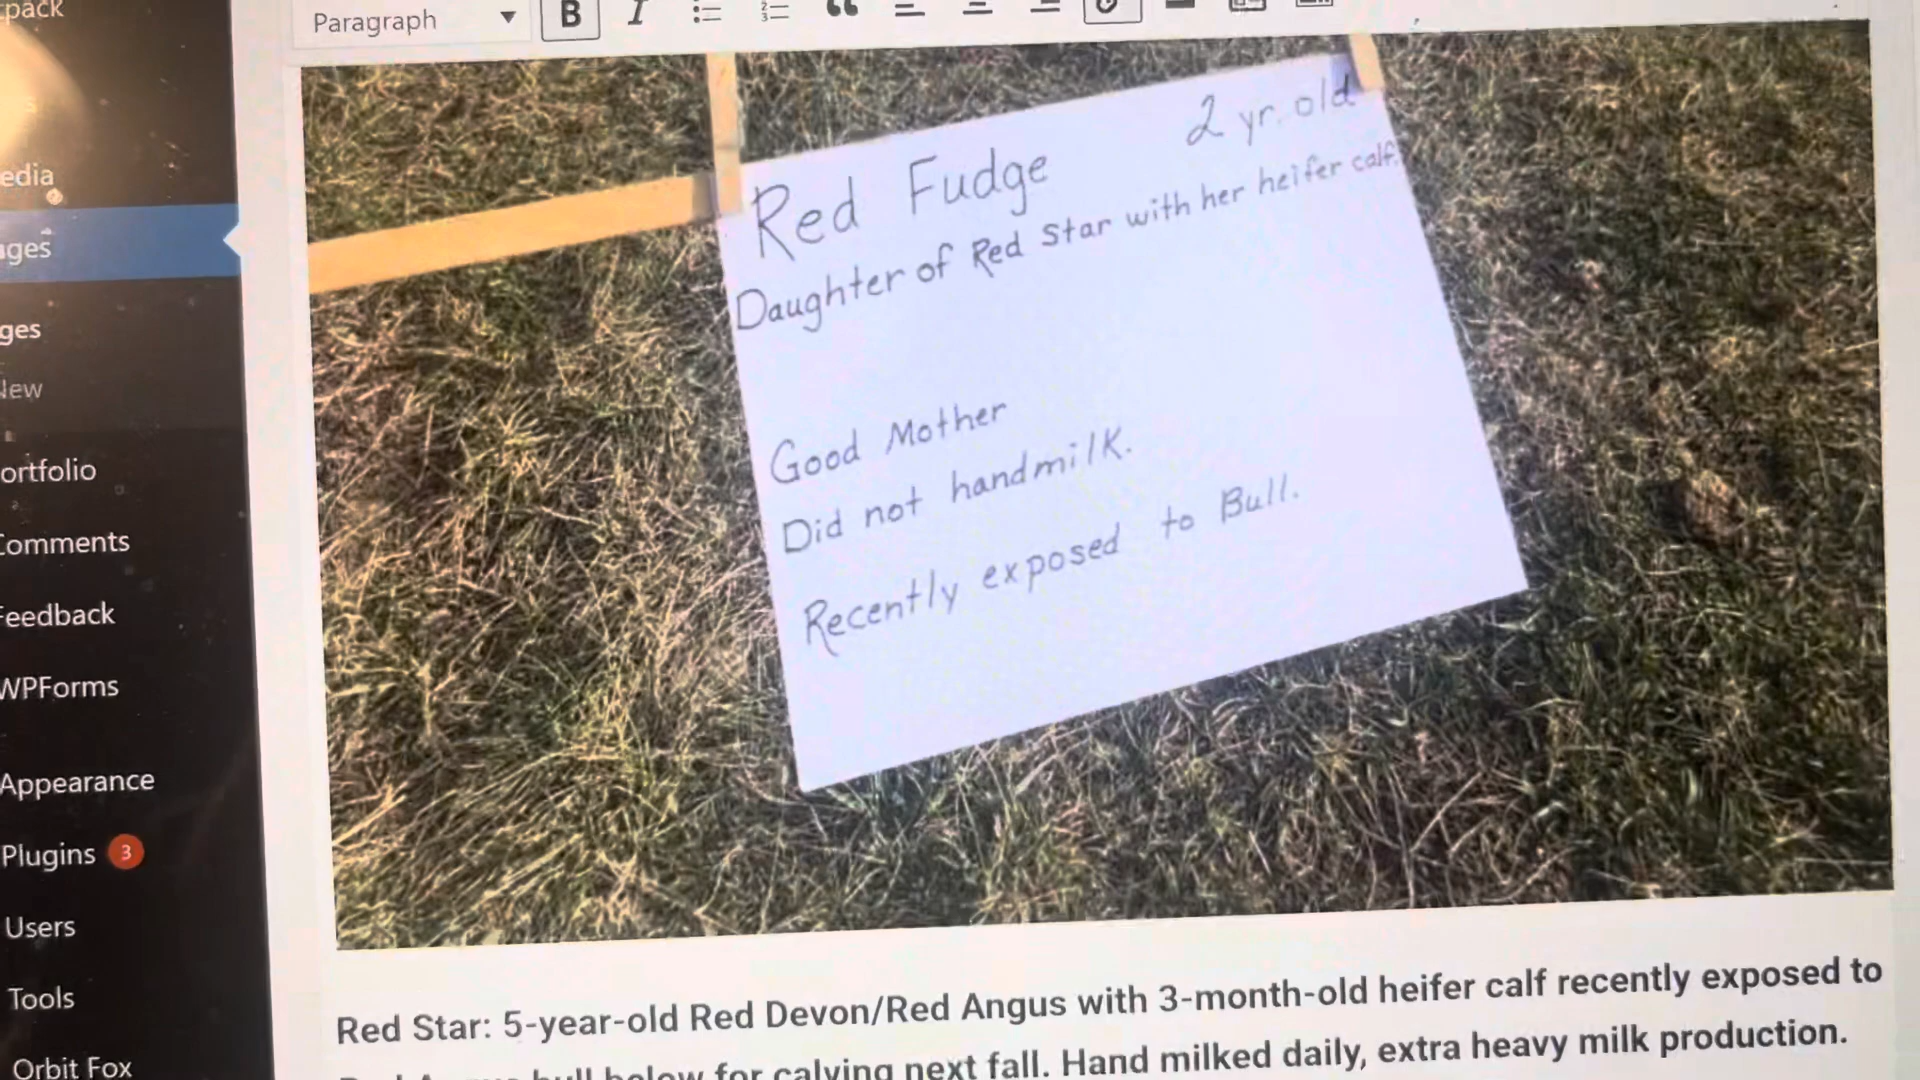 Paragraph
B I
edia
ges
ges
ortfolio
Comments
Feedback
WPForms
Appearance
Plugins 3
Users
Tools
Orbit Fox
2 yr. old
Red Fudge
Daughter of Red Star with her heifer calf.
Good Mother
Did not handmilk.
Recently exposed to Bull.
Red Star: 5-year-old Red Devon/Red Angus with 3-month-old heifer calf recently exposed to
bull below for calving next fall. Hand milked daily, extra heavy milk production.